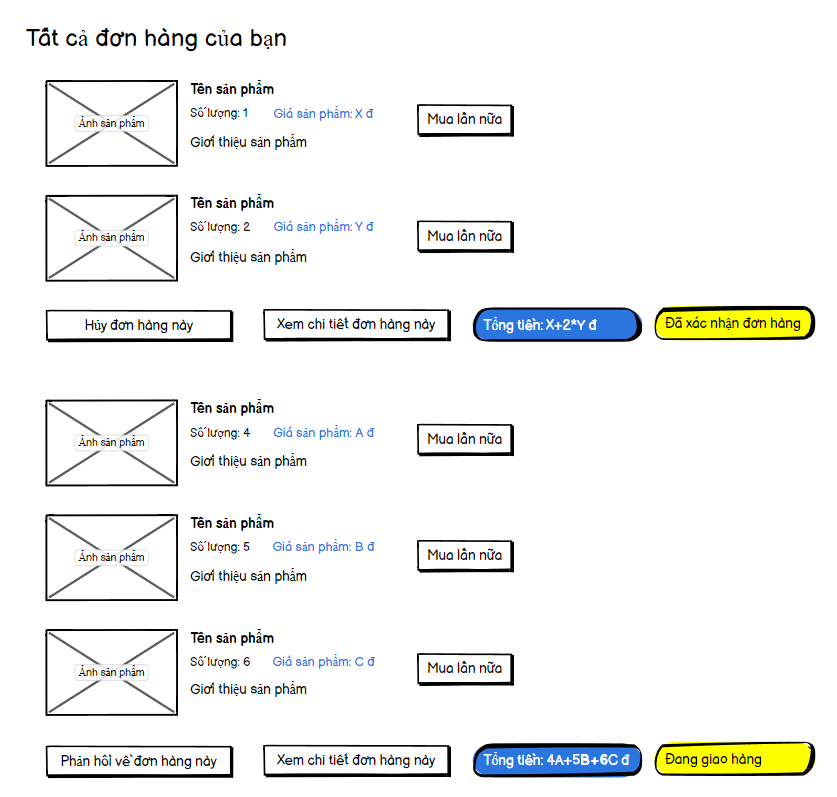 Tất cả đơn hàng của bạn
Tên sản phẩm
Ảnh sản phẩm
Số lượng: 1 Giá sản phẩm: X đ
Mua lần nữa
Giới thiệu sản phẩm
Tên sản phẩm
Ảnh sản phẩm
Số lượng: 2 Giá sản phẩm: Y đ
Mua lần nữa
Giới thiệu sản phẩm
Hủy đơn hàng này Xem chi tiết đơn hàng này Tổng tiền: X+2*Y đ Đã xác nhận đơn hàng
Tên sản phẩm
Ảnh sản phẩm
Số lượng: 4 Giá sản phẩm: A đ
Mua lần nữa
Giới thiệu sản phẩm
Tên sản phẩm
Ảnh sản phẩm
Số lượng: 5 Giá sản phẩm: B đ
Mua lần nữa
Giới thiệu sản phẩm
Tên sản phẩm
Ảnh sản phẩm
Số lượng: 6 Giá sản phẩm: C đ
Mua lần nữa
Giới thiệu sản phẩm
Phản hồi về đơn hàng này Xem chi tiết đơn hàng này Tổng tiền: 4A+5B+6C đ Đang giao hàng